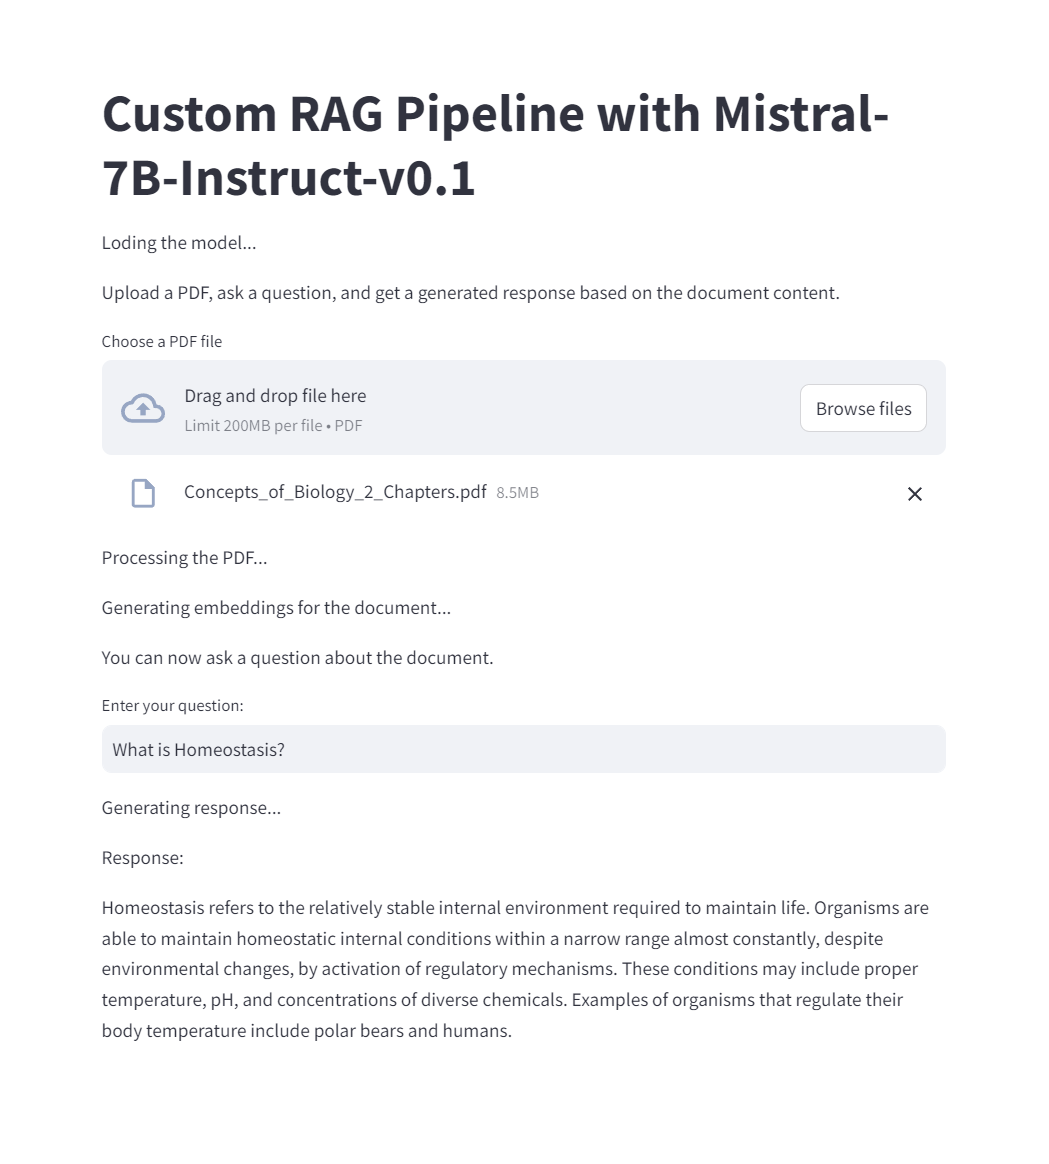 Custom RAG Pipeline with Mistral-
7B-Instruct-v0.1
Loding the model...
Upload a PDF, ask a question, and get a generated response based on the document content.
Choose a PDF file
Drag and drop file here
Limit 200MB per file • PDF
Browse files
Concepts_of_Biology_2_Chapters.pdf 8.5MB
Processing the PDF...
Generating embeddings for the document...
You can now ask a question about the document.
Enter your question:
What is Homeostasis?
Generating response...
Response:
Homeostasis refers to the relatively stable internal environment required to maintain life. Organisms are
able to maintain homeostatic internal conditions within a narrow range almost constantly, despite
environmental changes, by activation of regulatory mechanisms. These conditions may include proper
temperature, pH, and concentrations of diverse chemicals. Examples of organisms that regulate their
body temperature include polar bears and humans.